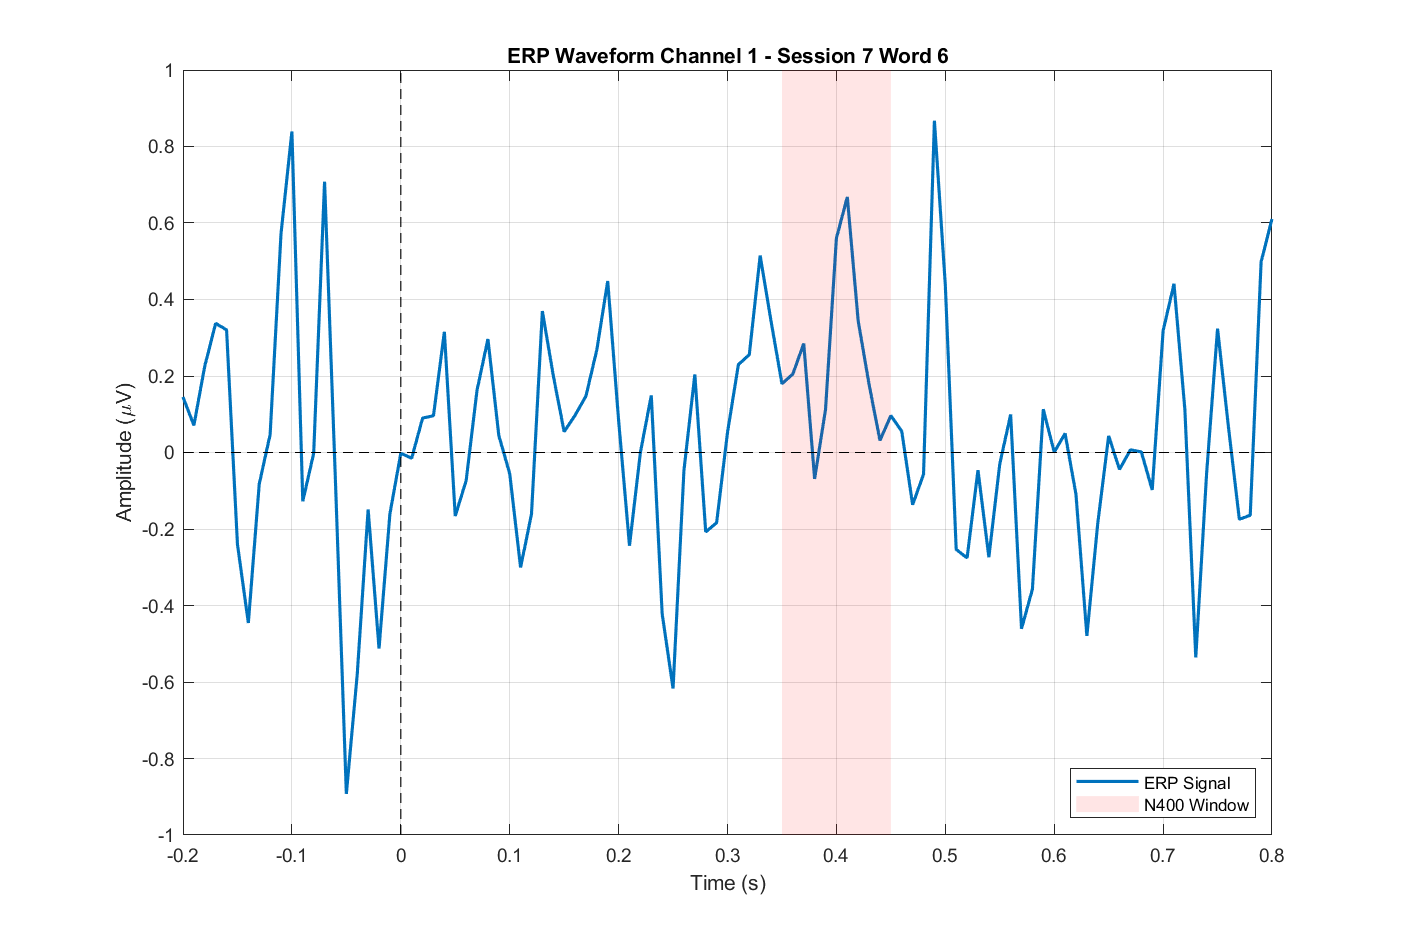 ERP Waveform Channel 1 - Session 7 Word 6
1
0.8
0.6
0.4
0.2
0
-0.2
-0.4
-0.6
-0.8
-1
Amplitude (μV)
-0.2 -0.1 0 0.1 0.2 0.3 0.4 0.5 0.6 0.7 0.8
Time (s)
ERP Signal
N400 Window